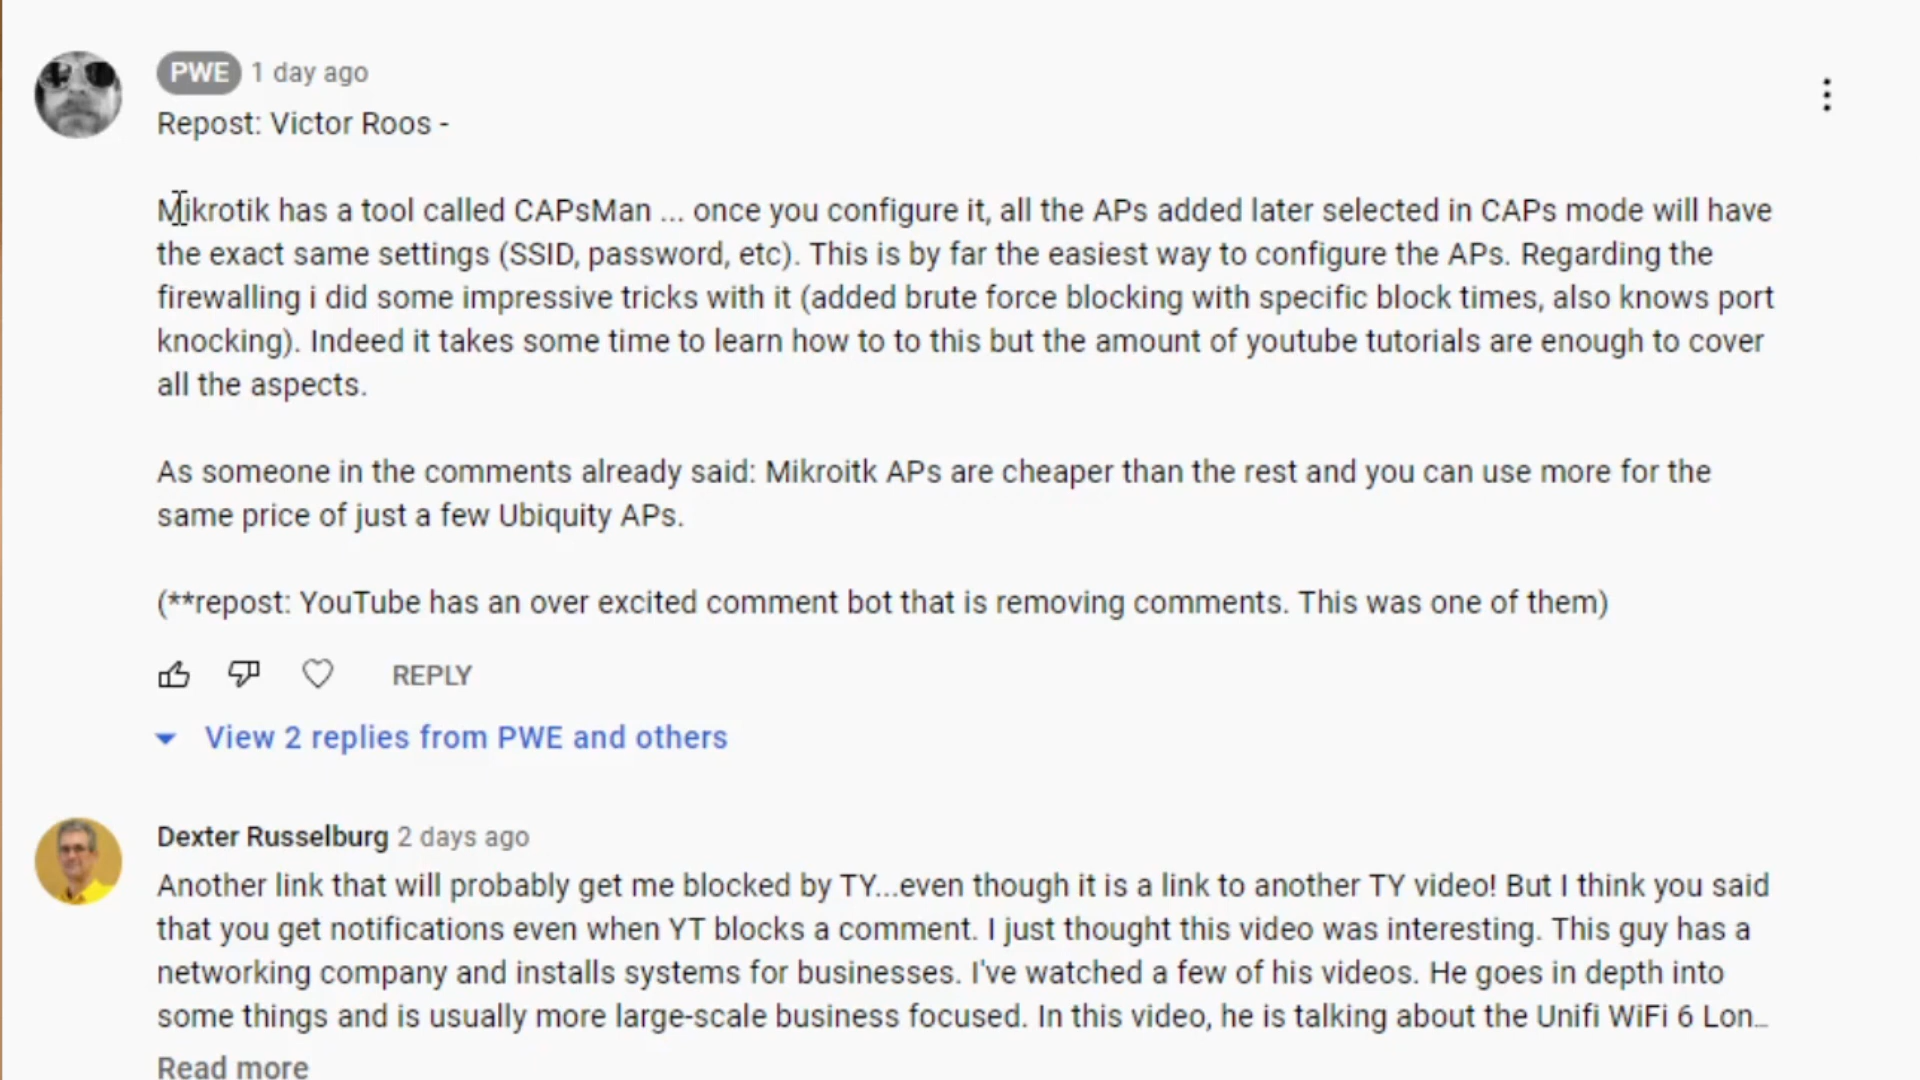 PWE 1 day ago
Repost: Victor Roos -
Mikrotik has a tool called CAPsMan ... once you configure it, all the APs added later selected in CAPs mode will have
the exact same settings (SSID, password, etc). This is by far the easiest way to configure the APs. Regarding the
firewalling i did some impressive tricks with it (added brute force blocking with specific block times, also knows port
knocking). Indeed it takes some time to learn how to to this but the amount of youtube tutorials are enough to cover
all the aspects.
As someone in the comments already said: Mikroitk APs are cheaper than the rest and you can use more for the
same price of just a few Ubiquity APs.
(**repost: YouTube has an over excited comment bot that is removing comments. This was one of them)
REPLY
View 2 replies from PWE and others
Dexter Russelburg 2 days ago
Another link that will probably get me blocked by TY...even though it is a link to another TY video! But I think you said
that you get notifications even when YT blocks a comment. I just thought this video was interesting. This guy has a
networking company and installs systems for businesses. I've watched a few of his videos. He goes in depth into
some things and is usually more large-scale business focused. In this video, he is talking about the Unifi WiFi 6 Lon…
Read more